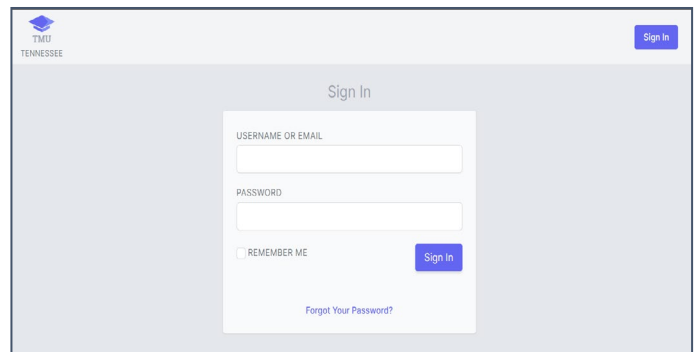 TMU
TENNESSEE
Sign In
Sign In
USERNAME OR EMAIL
PASSWORD
REMEMBER ME
Sign In
Forgot Your Password?